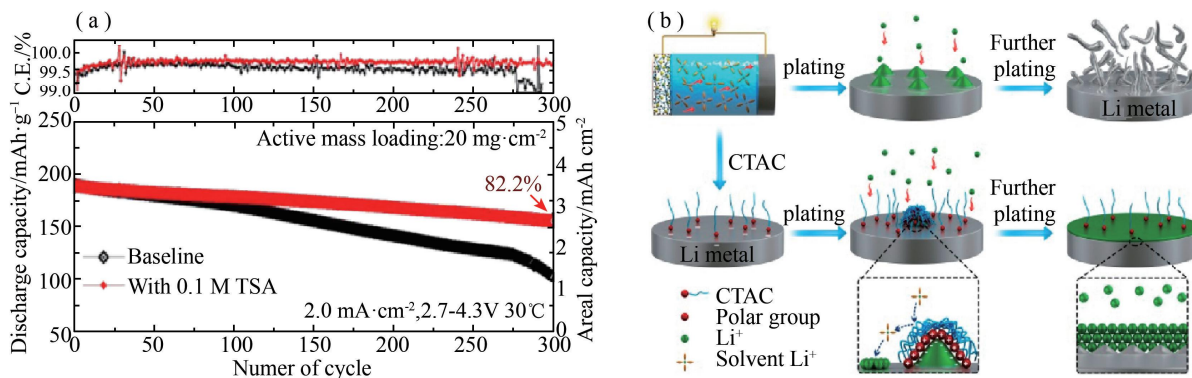 ( a )
C.E./%
100.0
99.5
99.0
0 50 100 150 200 250 300
Discharge capacity/mAh·g⁻¹
250
200
150
100
50
Active mass loading:20 mg·cm⁻²
82.2%
Baseline
With 0.1 M TSA
2.0 mA·cm⁻²,2.7-4.3V 30℃
5
4
3
2
1
0
Areal capacity/mAh cm⁻²
0 50 100 150 200 250 300
Numer of cycle
( b )
plating
Further
plating
Li metal
CTAC
Li metal
plating
Further
plating
CTAC
Polar group
Li⁺
Solvent Li⁺